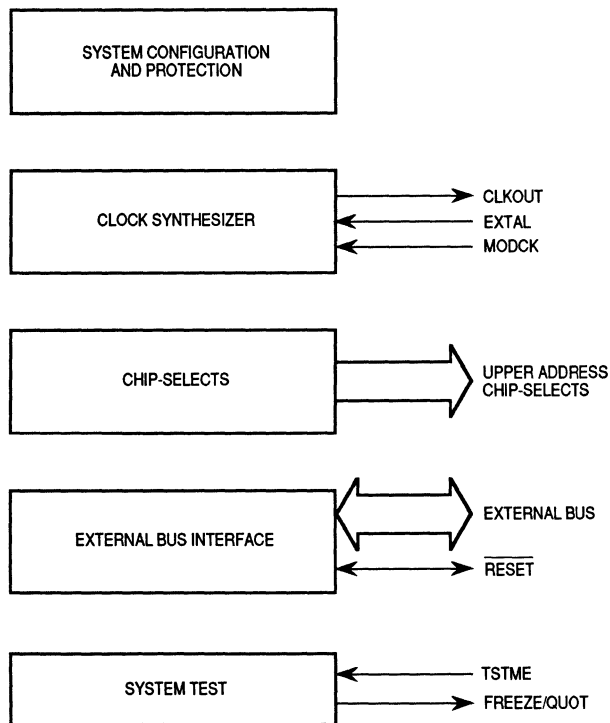 SYSTEM CONFIGURATION
AND PROTECTION
CLOCK SYNTHESIZER
CLKOUT
EXTAL
MODCK
CHIP-SELECTS
UPPER ADDRESS
CHIP-SELECTS
EXTERNAL BUS INTERFACE
EXTERNAL BUS
RESET
SYSTEM TEST
TSTME
FREEZE/QUOT